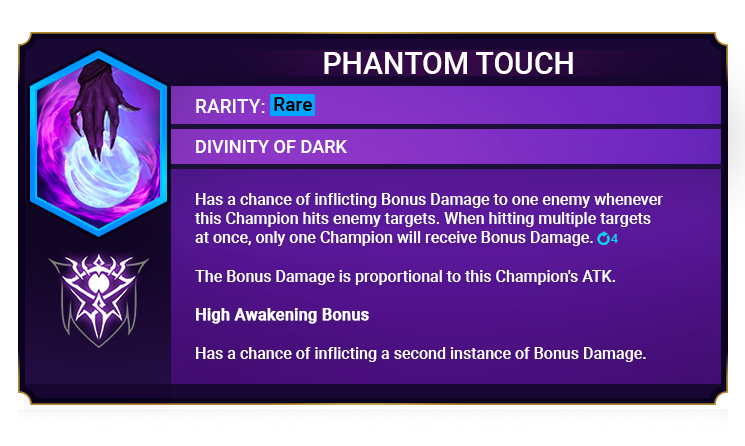 PHANTOM TOUCH
RARITY: Rare
DIVINITY OF DARK
Has a chance of inflicting Bonus Damage to one enemy whenever
this Champion hits enemy targets. When hitting multiple targets
at once, only one Champion will receive Bonus Damage. 4
The Bonus Damage is proportional to this Champion's ATK.
High Awakening Bonus
Has a chance of inflicting a second instance of Bonus Damage.